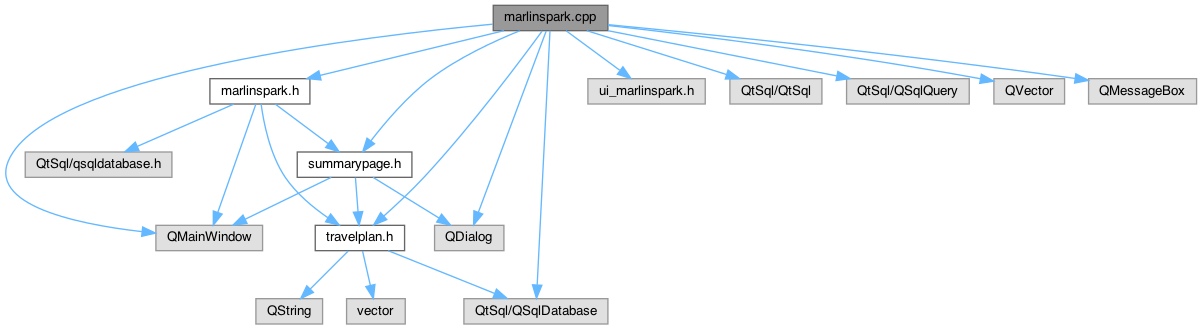 marlinspark.cpp
marlinspark.h
ui_marlinspark.h
QtSql/QtSql
QtSql/QSqlQuery
QVector
QMessageBox
QtSql/qsqldatabase.h
summarypage.h
QMainWindow
travelplan.h
QDialog
QString
vector
QtSql/QSqlDatabase